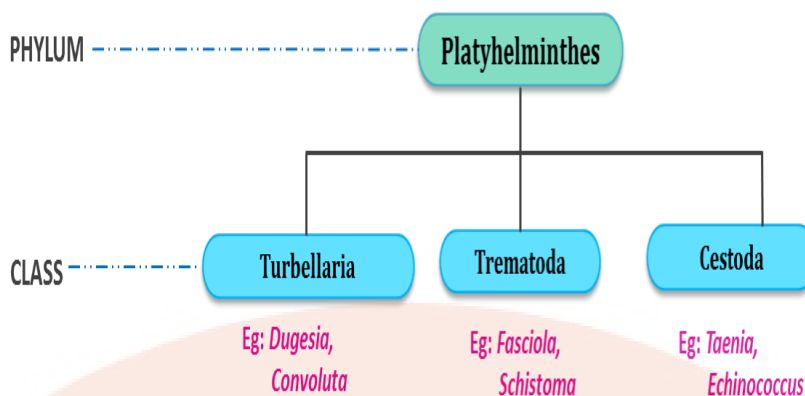 PHYLUM
Platyhelminthes
CLASS
Turbellaria
Trematoda
Cestoda
Eg: Dugesia,
Convoluta
Eg: Fasciola,
Schistoma
Eg: Taenia,
Echinococcus